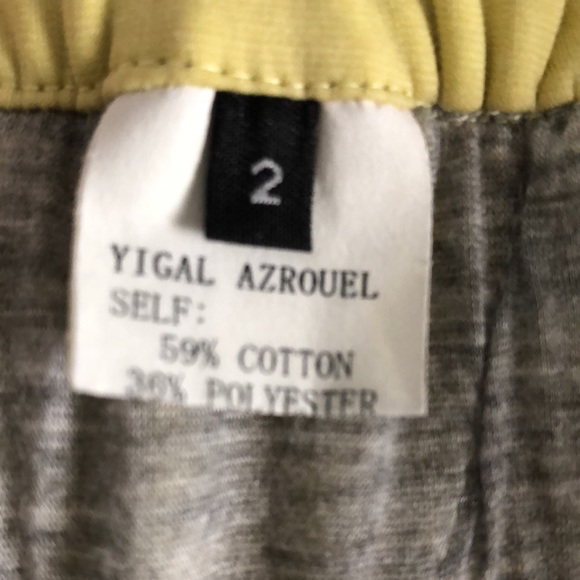 2
YIGAL AZROUEL
SELF:
59% COTTON
36% POLYESTER